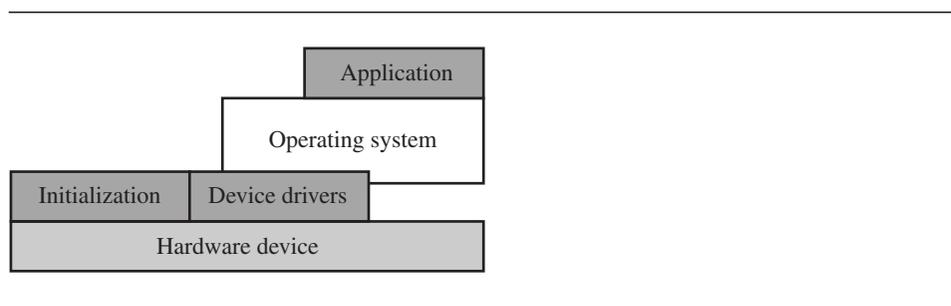 Application
Operating system
Initialization Device drivers
Hardware device